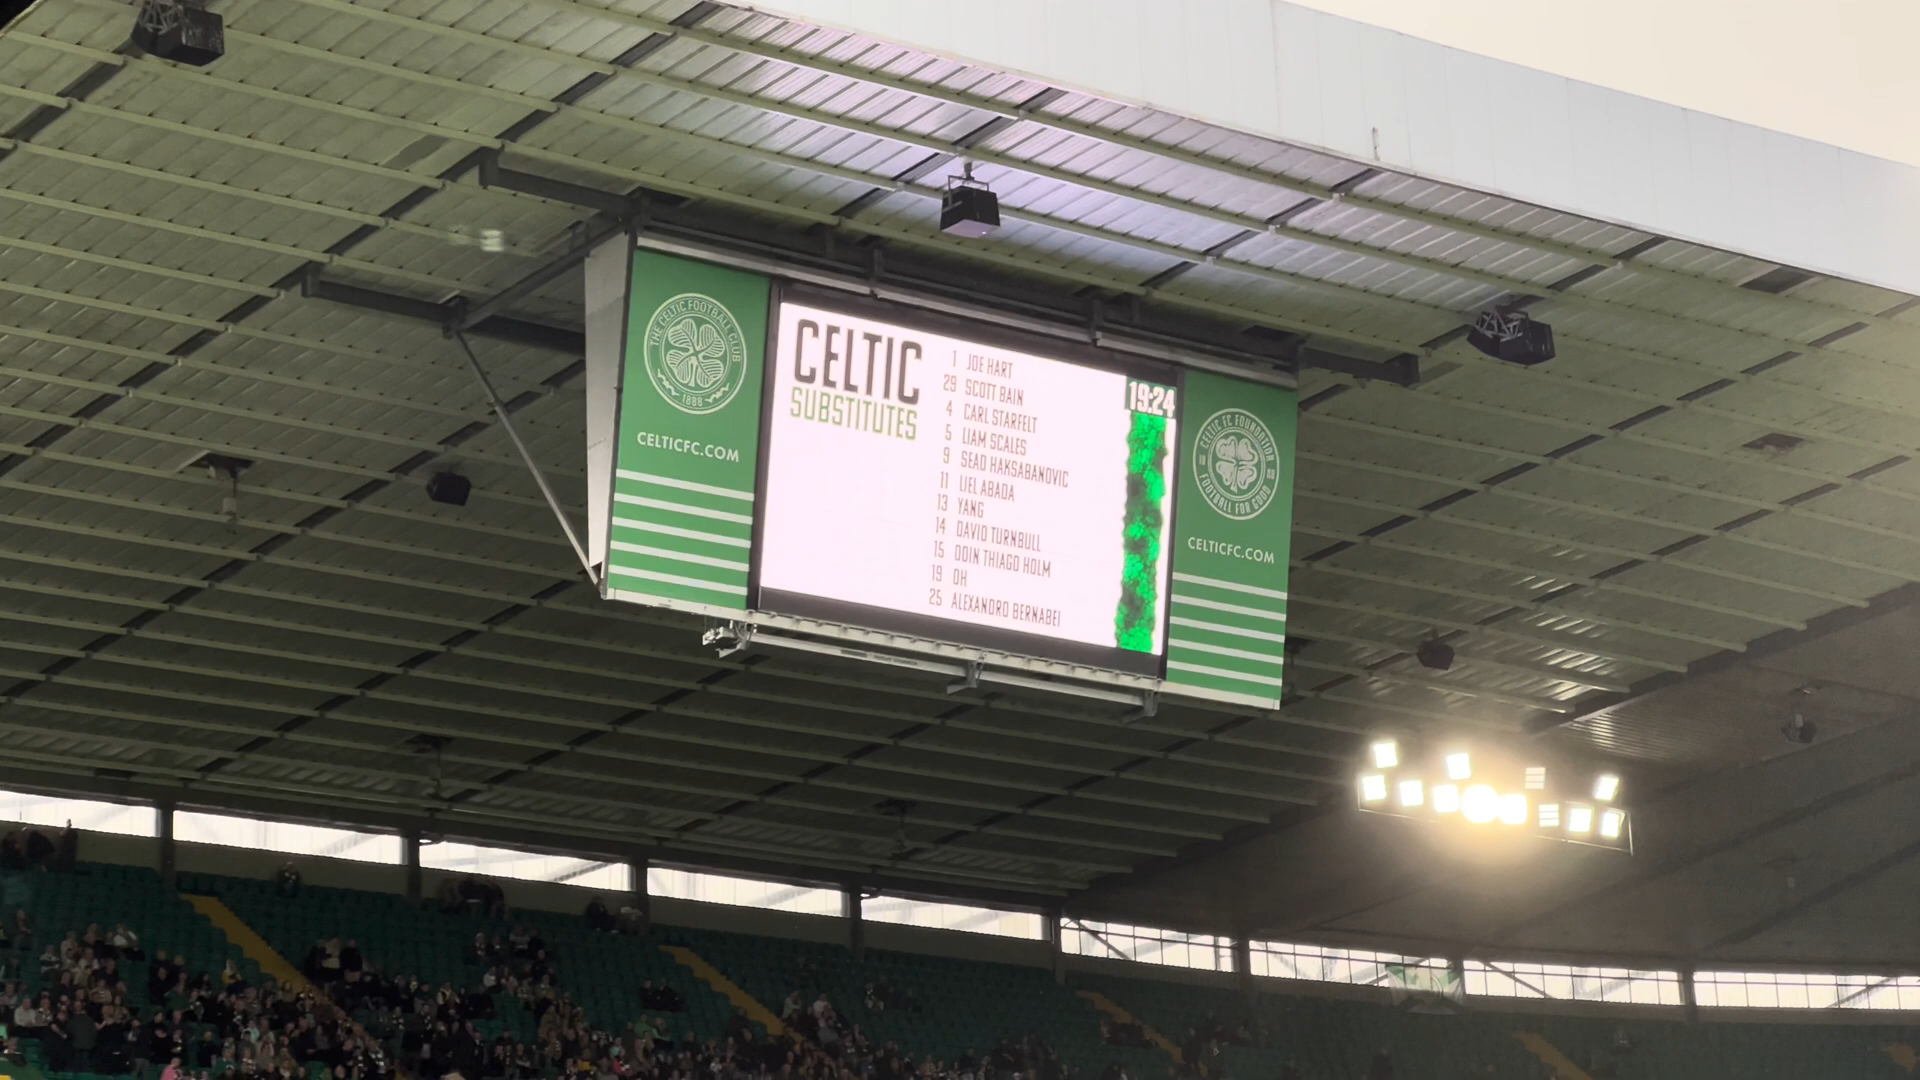 THE CELTIC FOOTBALL CLUB
1888
CELTICFC.COM
CELTIC
SUBSTITUTES
1 JOE HART
29 SCOTT BAIN
4 CARL STARFELT
5 LIAM SCALES
9 SEAD HAKSABANOVIC
11 LIEL ABADA
13 YANG
14 DAVID TURNBULL
15 ODIN THIAGO HOLM
19 OH
25 ALEXANDRO BERNABEI
19:24
CELTIC FC FOUNDATION
FOOTBALL FOR GOOD
CELTICFC.COM